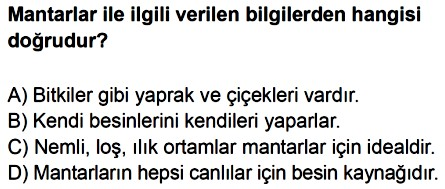 Mantarlar ile ilgili verilen bilgilerden hangisi
doğrudur?
A) Bitkiler gibi yaprak ve çiçekleri vardır.
B) Kendi besinlerini kendileri yaparlar.
C) Nemli, loş, ılık ortamlar mantarlar için idealdir.
D) Mantarların hepsi canlılar için besin kaynağıdır.